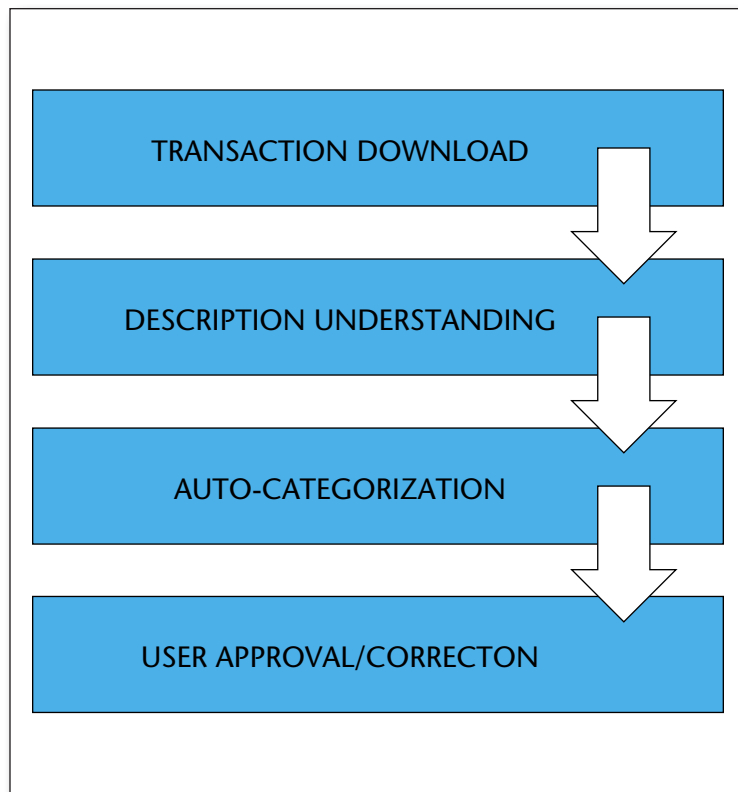 TRANSACTION DOWNLOAD
DESCRIPTION UNDERSTANDING
AUTO-CATEGORIZATION
USER APPROVAL/CORRECTON